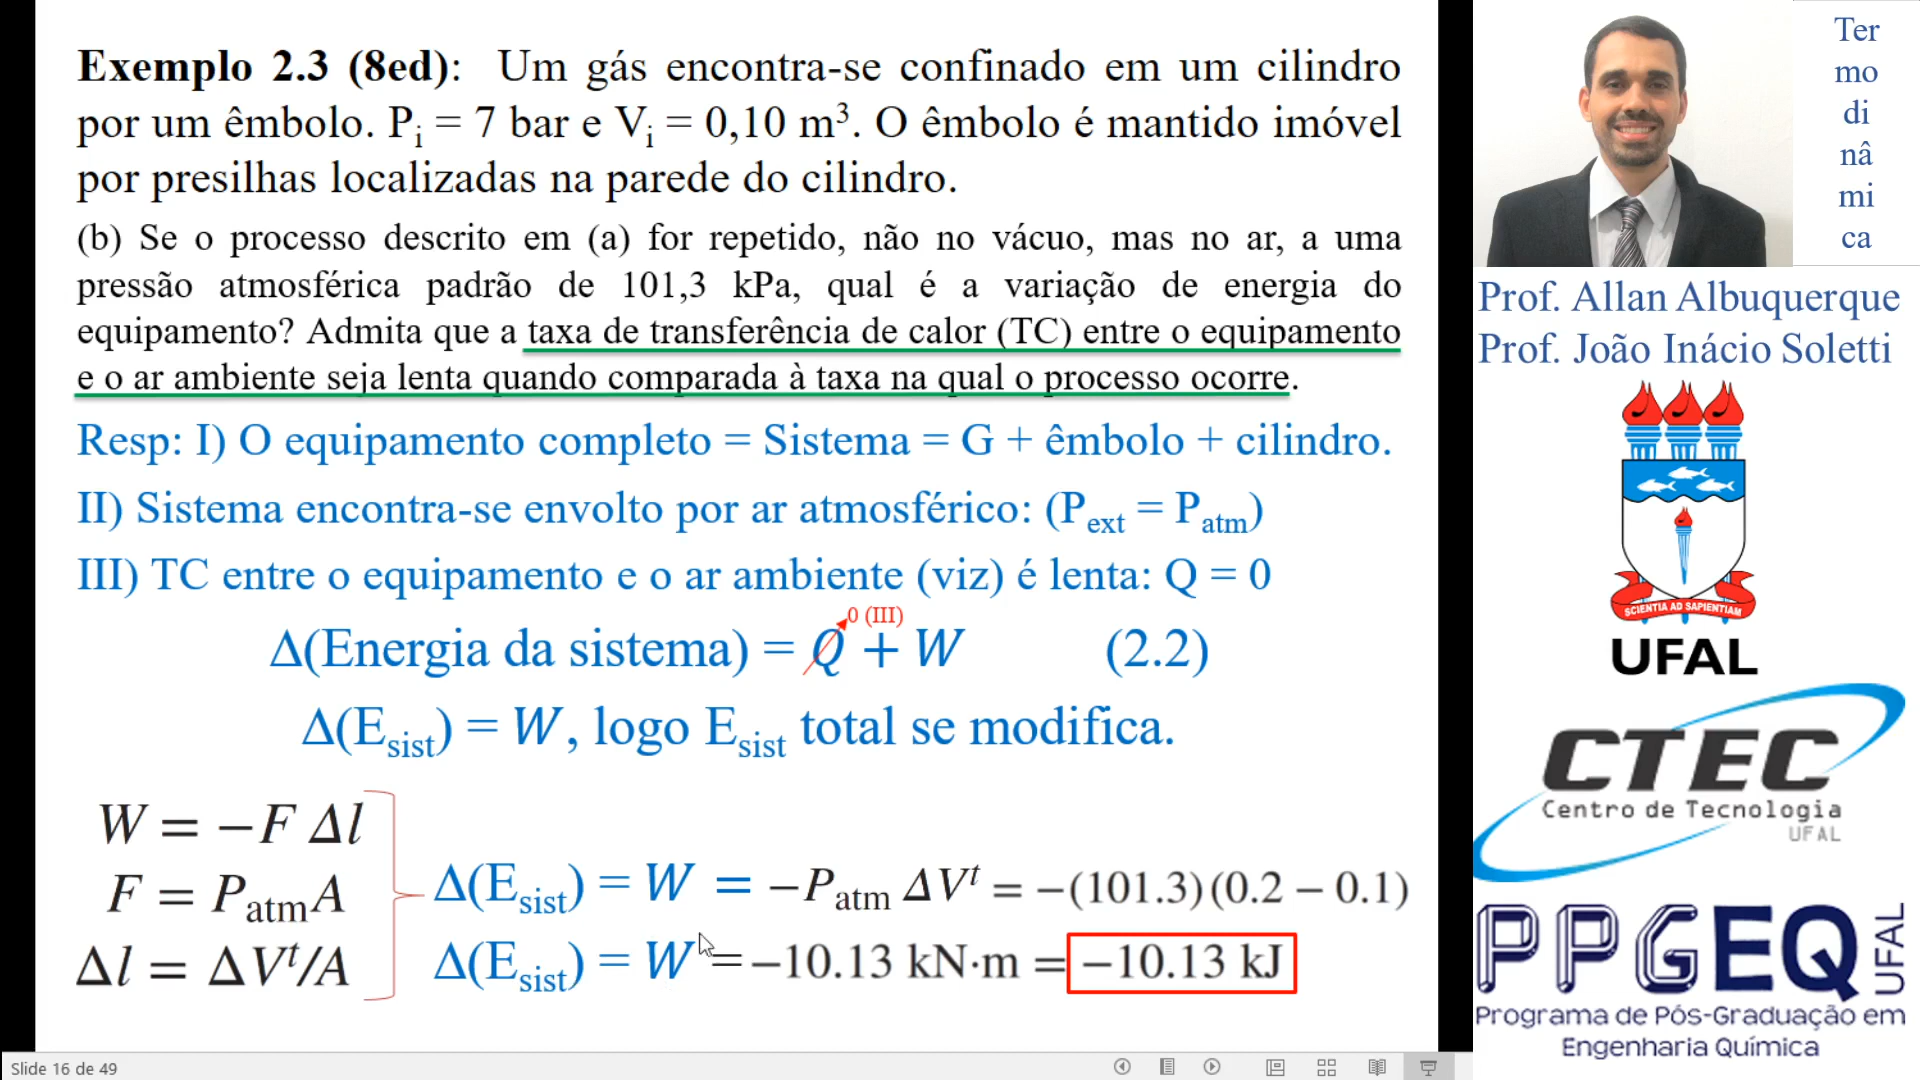 Exemplo 2.3 (8ed): Um gás encontra-se confinado em um cilindro
por um êmbolo. Pi = 7 bar e Vi = 0,10 m³. O êmbolo é mantido imóvel
por presilhas localizadas na parede do cilindro.
(b) Se o processo descrito em (a) for repetido, não no vácuo, mas no ar, a uma
pressão atmosférica padrão de 101,3 kPa, qual é a variação de energia do
equipamento? Admita que a taxa de transferência de calor (TC) entre o equipamento
e o ar ambiente seja lenta quando comparada à taxa na qual o processo ocorre.
Resp: I) O equipamento completo = Sistema = G + êmbolo + cilindro.
II) Sistema encontra-se envolto por ar atmosférico: (Pext = Patm)
III) TC entre o equipamento e o ar ambiente (viz) é lenta: Q = 0
0 (III)
Δ(Energia da sistema) = Q + W (2.2)
Δ(Esist) = W, logo Esist total se modifica.
W = −F Δl
F = PatmA
Δl = ΔVᵗ/A
Δ(Esist) = W = −Patm ΔVᵗ = −(101.3)(0.2 − 0.1)
Δ(Esist) = W = −10.13 kN·m = −10.13 kJ
Slide 16 de 49
Ter
mo
di
nâ
mi
ca
Prof. Allan Albuquerque
Prof. João Inácio Soletti
SCIENTIA AD SAPIENTIAM
UFAL
CTEC
Centro de Tecnologia
UFAL
PPGEQ UFAL
Programa de Pós-Graduação em
Engenharia Química